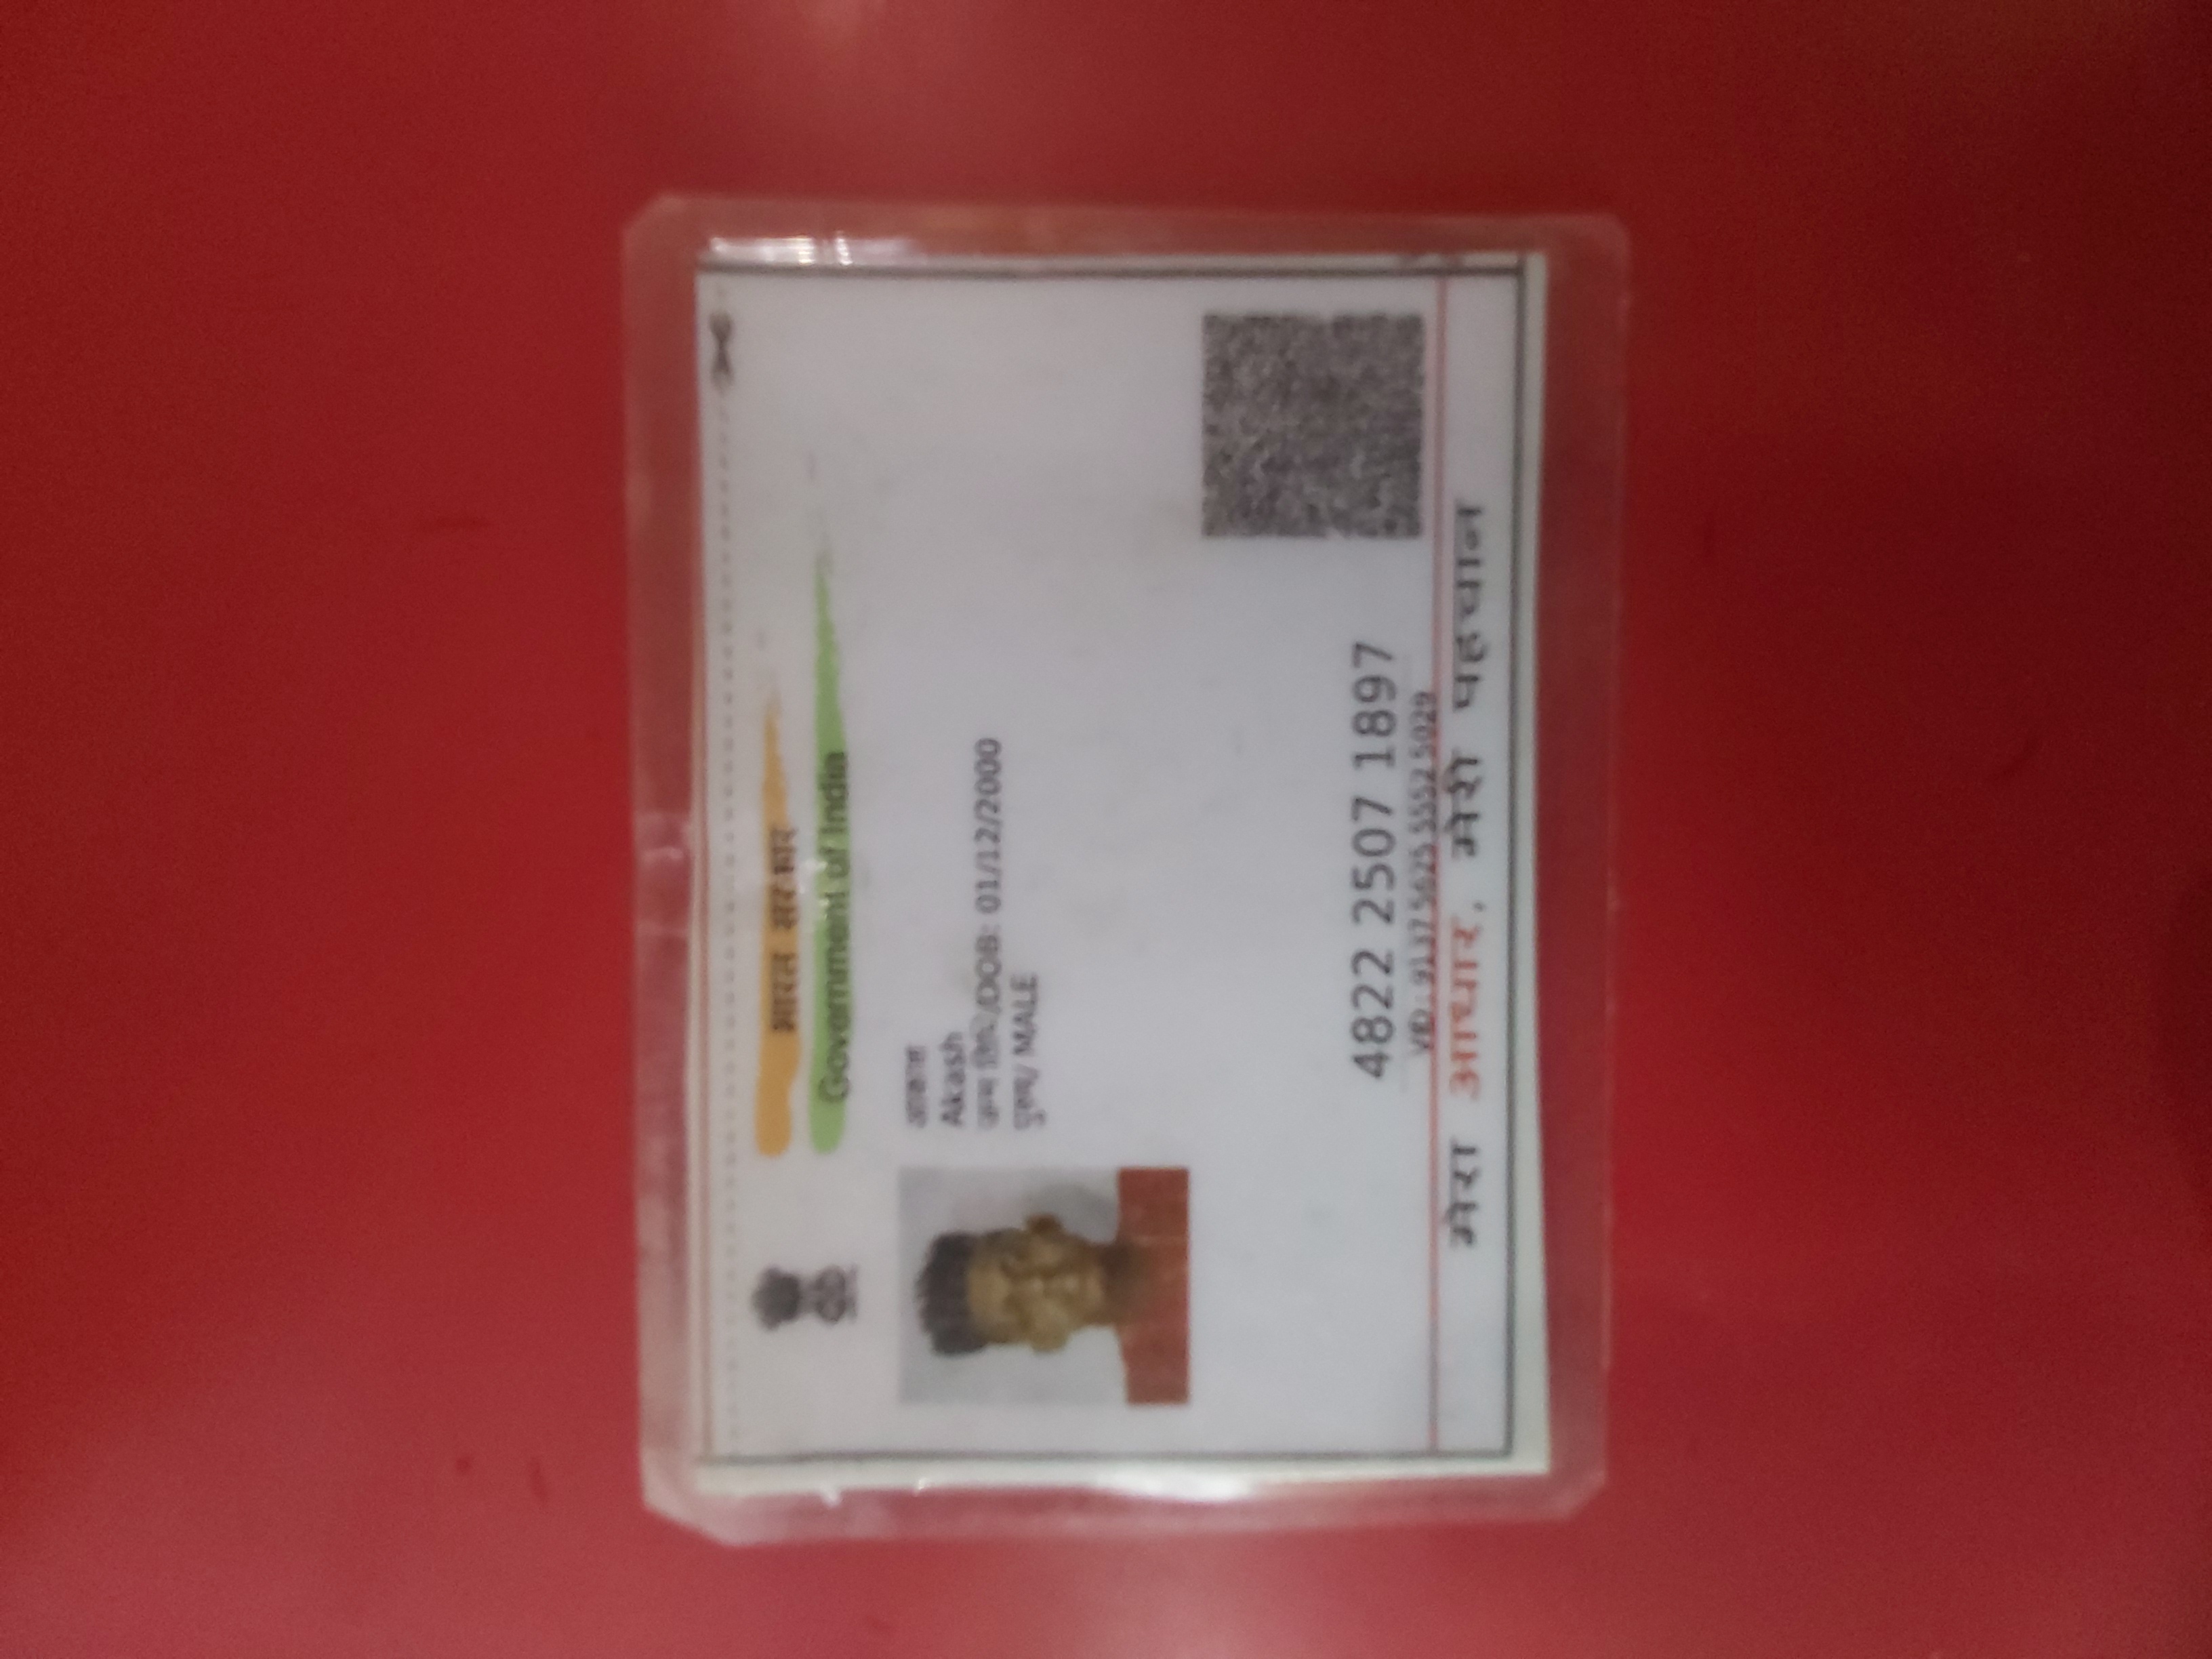 भारत सरकार
Government of India
आकाश
Akash
जन्म तिथि/DOB: 01/12/2000
पुरुष/ MALE
4822 2507 1897
VID : 9137 5625 5552 5029
मेरा आधार, मेरी पहचान